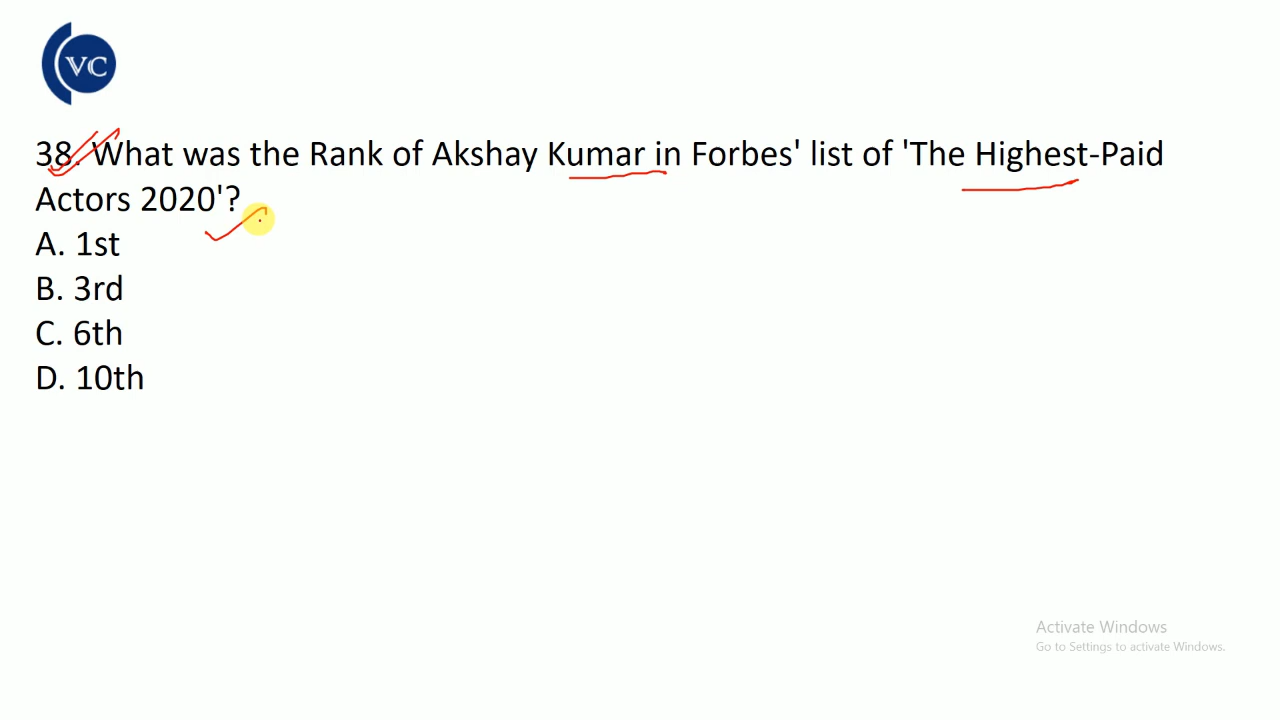 VC
38. What was the Rank of Akshay Kumar in Forbes' list of 'The Highest-Paid
Actors 2020'?
A. 1st
B. 3rd
C. 6th
D. 10th
Activate Windows
Go to Settings to activate Windows.